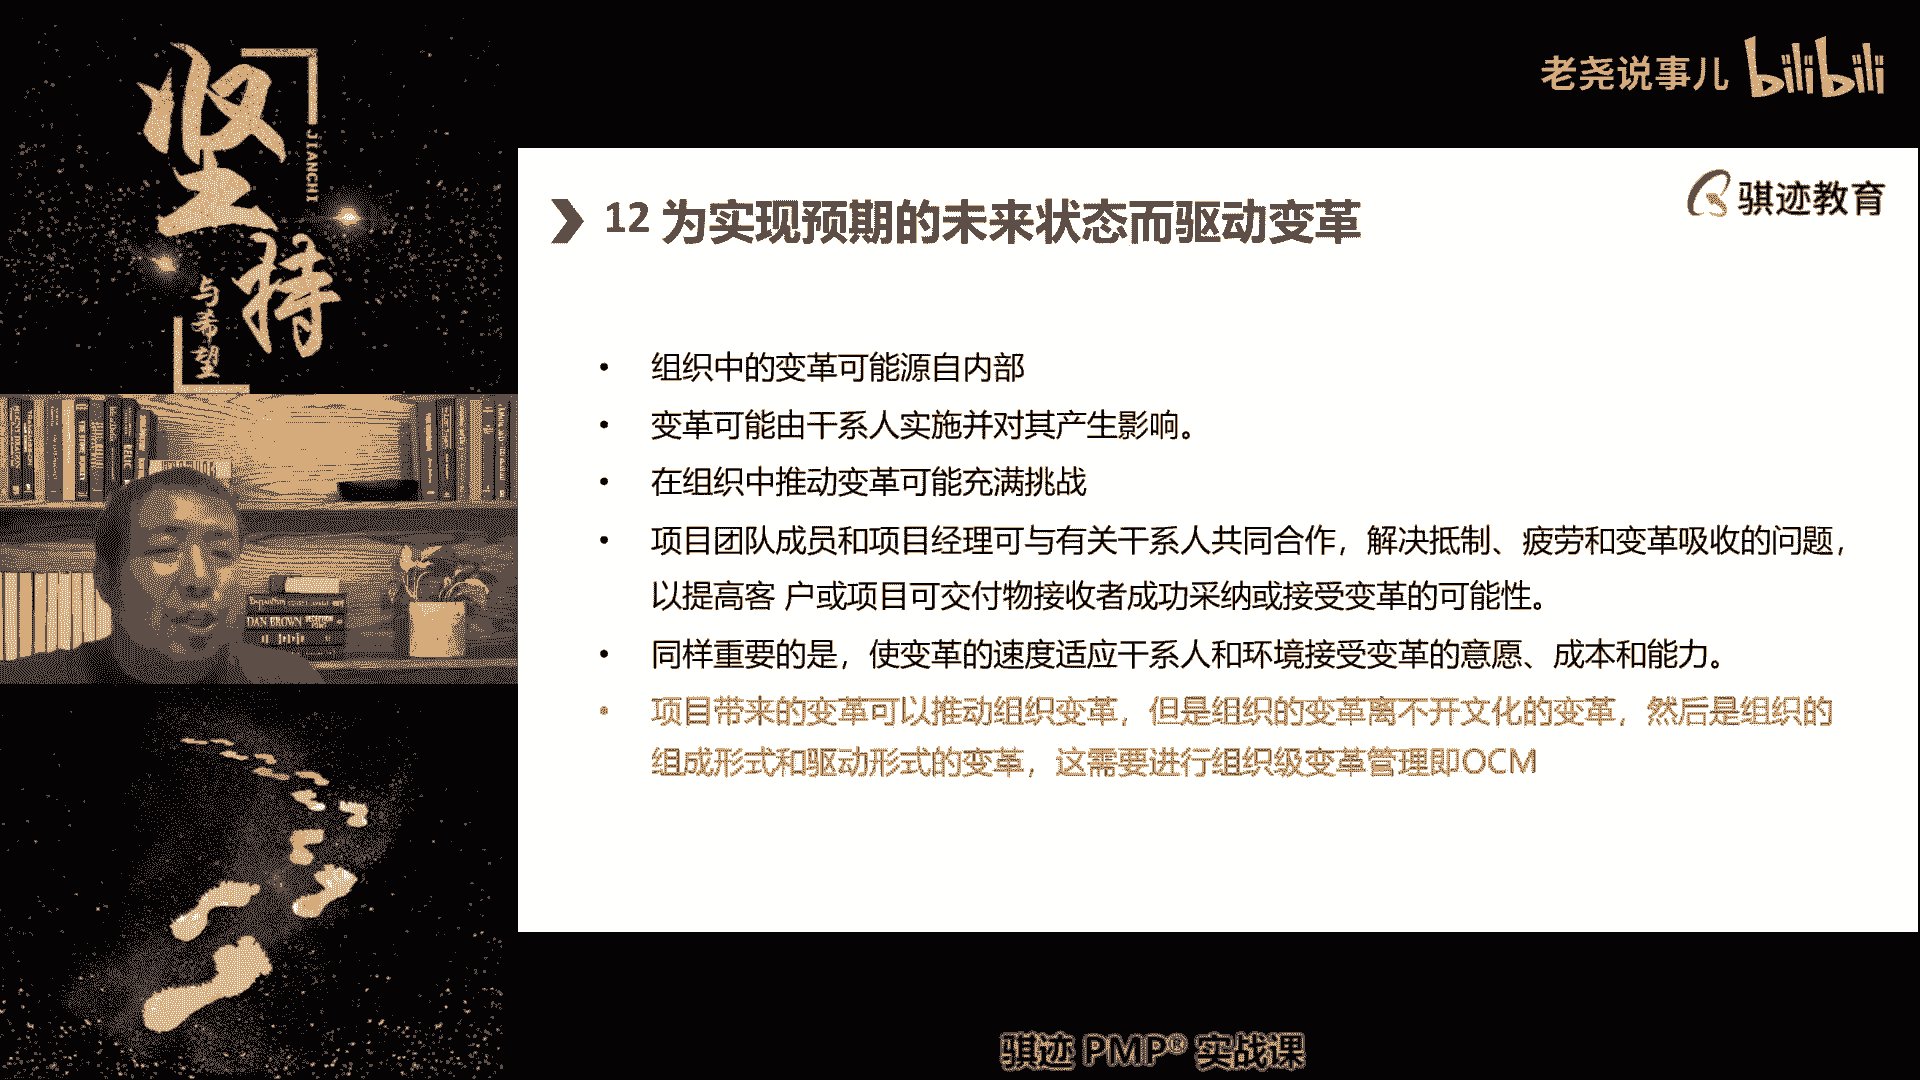 坚持
JIANCHI
与希望
老尧说事儿 bilibili
骐迹教育
12 为实现预期的未来状态而驱动变革
• 组织中的变革可能源自内部
• 变革可能由干系人实施并对其产生影响。
• 在组织中推动变革可能充满挑战
• 项目团队成员和项目经理可与有关干系人共同合作，解决抵制、疲劳和变革吸收的问题，
以提高客 户或项目可交付物接收者成功采纳或接受变革的可能性。
• 同样重要的是，使变革的速度适应干系人和环境接受变革的意愿、成本和能力。
• 项目带来的变革可以推动组织变革，但是组织的变革离不开文化的变革，然后是组织的
组成形式和驱动形式的变革，这需要进行组织级变革管理即OCM
DAN BROWN
骐迹 PMP® 实战课